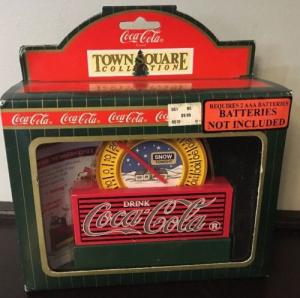 Coca-Cola
TOWN SQUARE
COLLECTION
REQUIRES 2 AAA BATTERIES
BATTERIES
NOT INCLUDED
Coca-Cola Coca-Cola Coca-Cola
SNOW
TONIGHT
DRINK
Coca-Cola